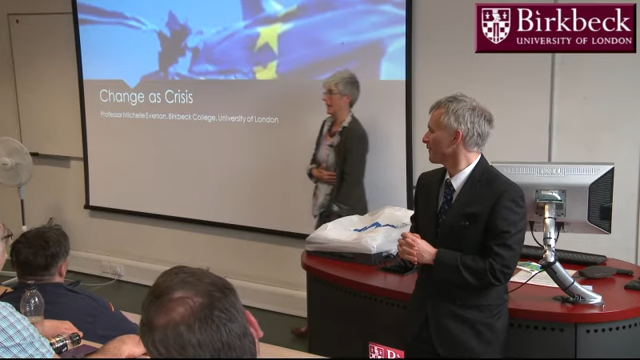 Birkbeck
UNIVERSITY OF LONDON
Change as Crisis
Professor Michelle Everson, Birkbeck College, University of London